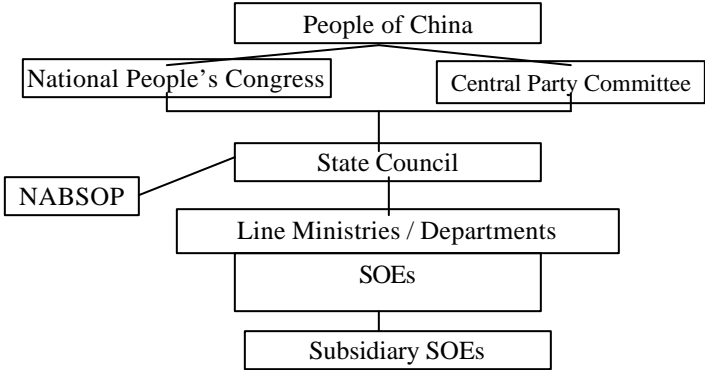 People of China
National People's Congress
Central Party Committee
State Council
NABSOP
Line Ministries / Departments
SOEs
Subsidiary SOEs